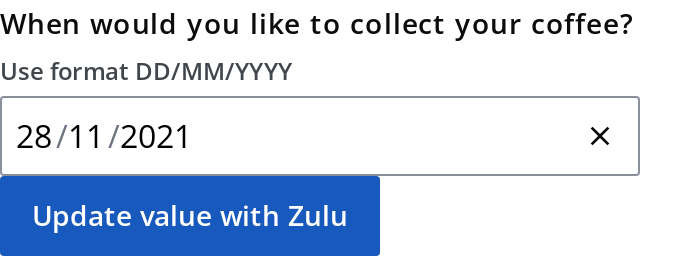 When would you like to collect your coffee?
Use format DD/MM/YYYY
28/11/2021
Update value with Zulu